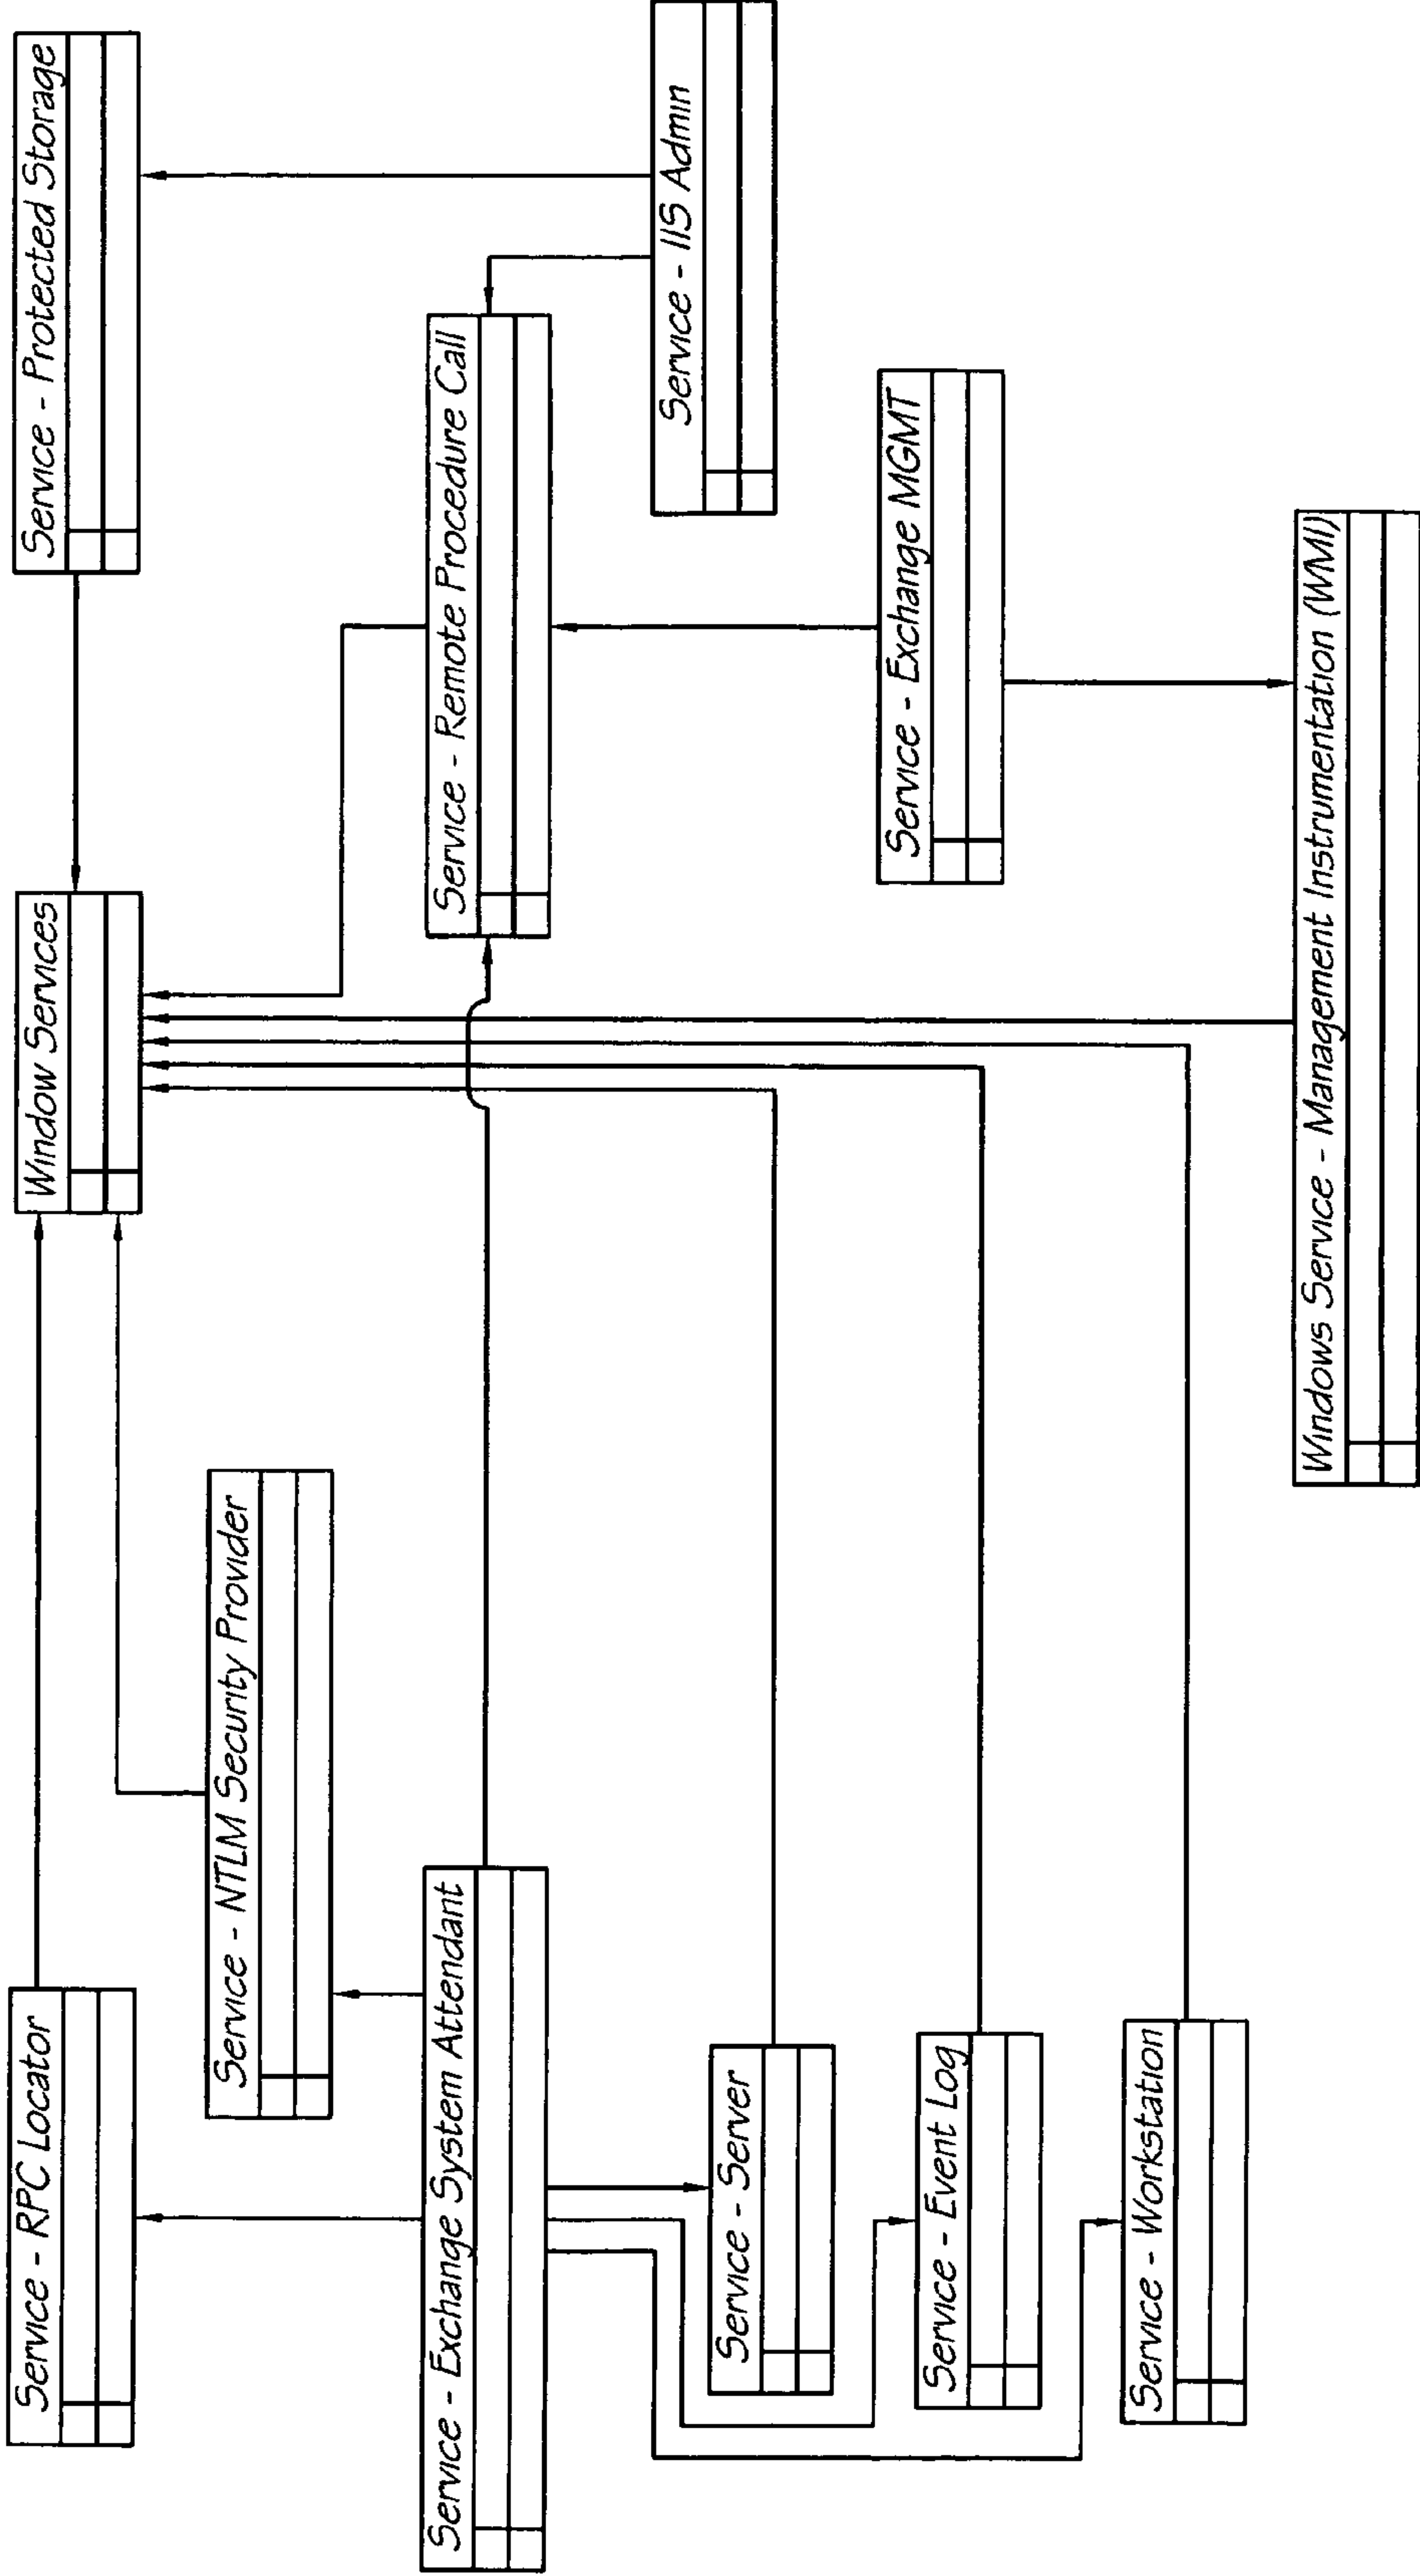 Service - RPC Locator
Window Services
Service - Protected Storage
Service - NTLM Security Provider
Service - Exchange System Attendant
Service - Remote Procedure Call
Service - IIS Admin
Service - Server
Service - Exchange MGMT
Service - Event Log
Service - Workstation
Windows Service - Management Instrumentation (WMI)